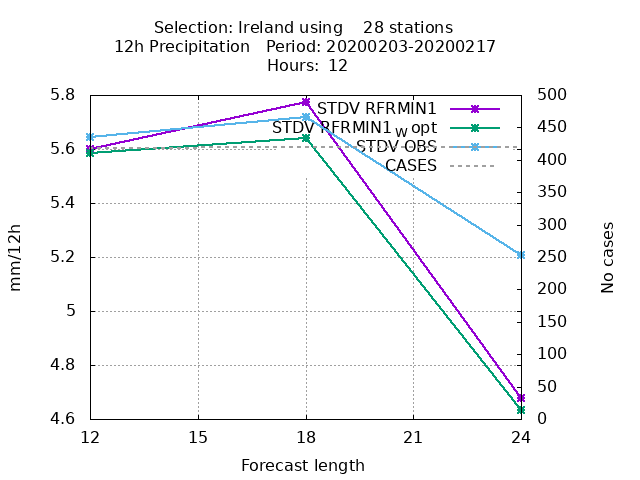 Selection: Ireland using 28 stations
12h Precipitation Period: 20200203-20200217
Hours: 12
STDV RFRMIN1
STDV RFRMIN1 w opt
STDV OBS
CASES
5.8
5.6
5.4
5.2
5
4.8
4.6
mm/12h
500
450
400
350
300
250
200
150
100
50
0
No cases
12 15 18 21 24
Forecast length